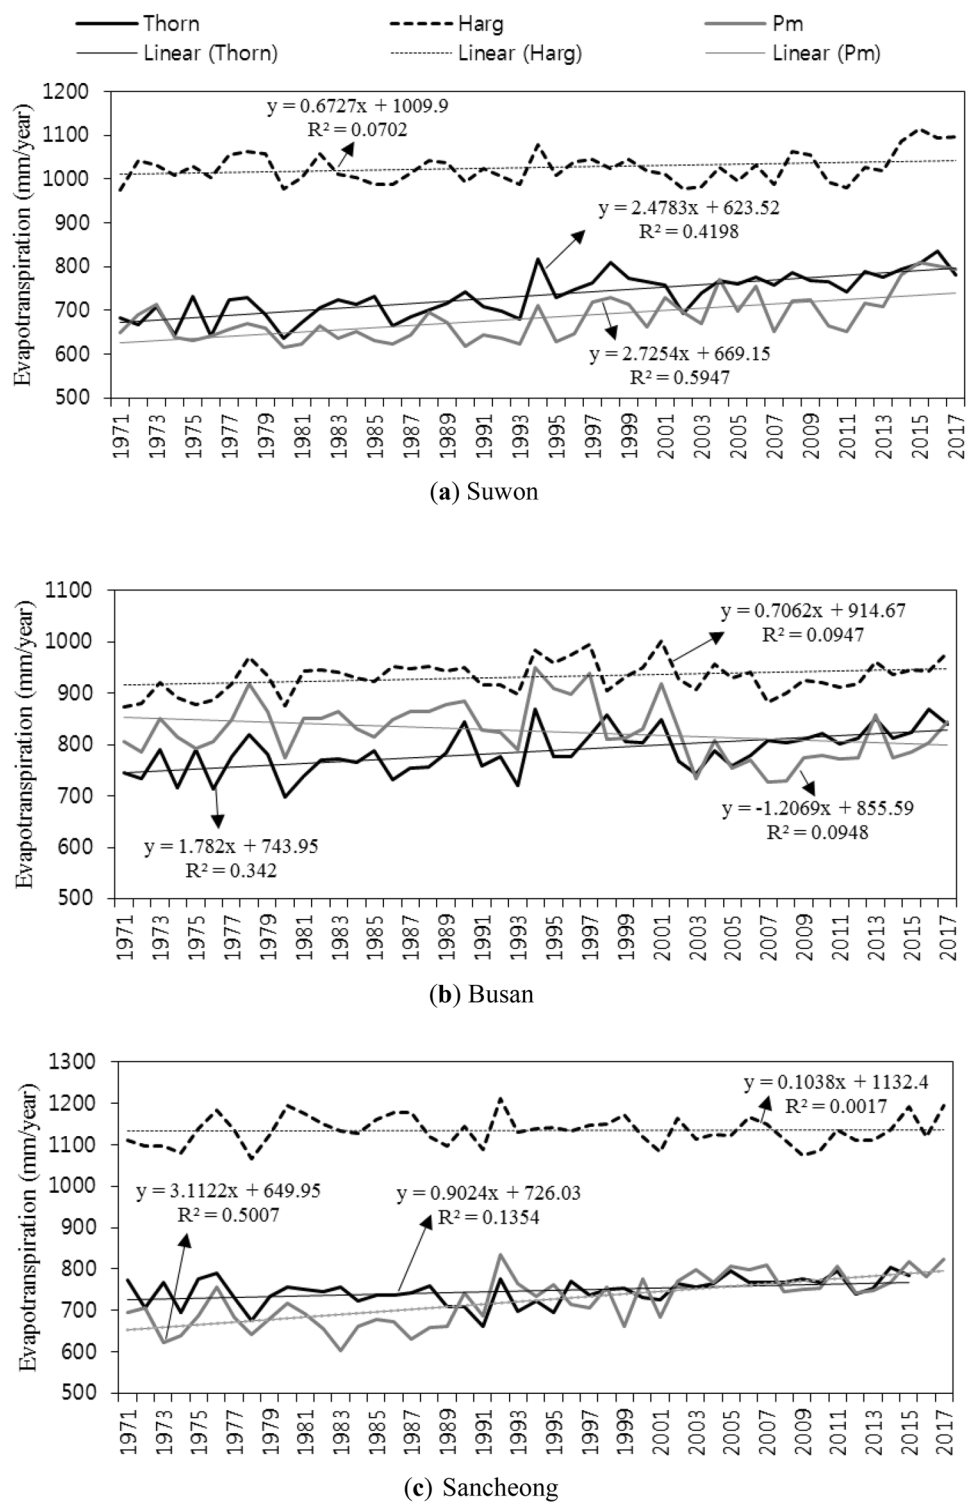 Thorn Harg Pm
Linear (Thorn) Linear (Harg) Linear (Pm)
Evapotranspiration (mm/year)
1200
1100
1000
900
800
700
600
500
y = 0.6727x + 1009.9
R² = 0.0702
y = 2.4783x + 623.52
R² = 0.4198
y = 2.7254x + 669.15
R² = 0.5947
1971 1973 1975 1977 1979 1981 1983 1985 1987 1989 1991 1993 1995 1997 1999 2001 2003 2005 2007 2009 2011 2013 2015 2017
(a) Suwon
Evapotranspiration (mm/year)
1100
1000
900
800
700
600
500
y = 0.7062x + 914.67
R² = 0.0947
y = -1.2069x + 855.59
R² = 0.0948
y = 1.782x + 743.95
R² = 0.342
1971 1973 1975 1977 1979 1981 1983 1985 1987 1989 1991 1993 1995 1997 1999 2001 2003 2005 2007 2009 2011 2013 2015 2017
(b) Busan
Evapotranspiration (mm/year)
1300
1200
1100
1000
900
800
700
600
500
y = 0.1038x + 1132.4
R² = 0.0017
y = 3.1122x + 649.95
R² = 0.5007
y = 0.9024x + 726.03
R² = 0.1354
1971 1973 1975 1977 1979 1981 1983 1985 1987 1989 1991 1993 1995 1997 1999 2001 2003 2005 2007 2009 2011 2013 2015 2017
(c) Sancheong